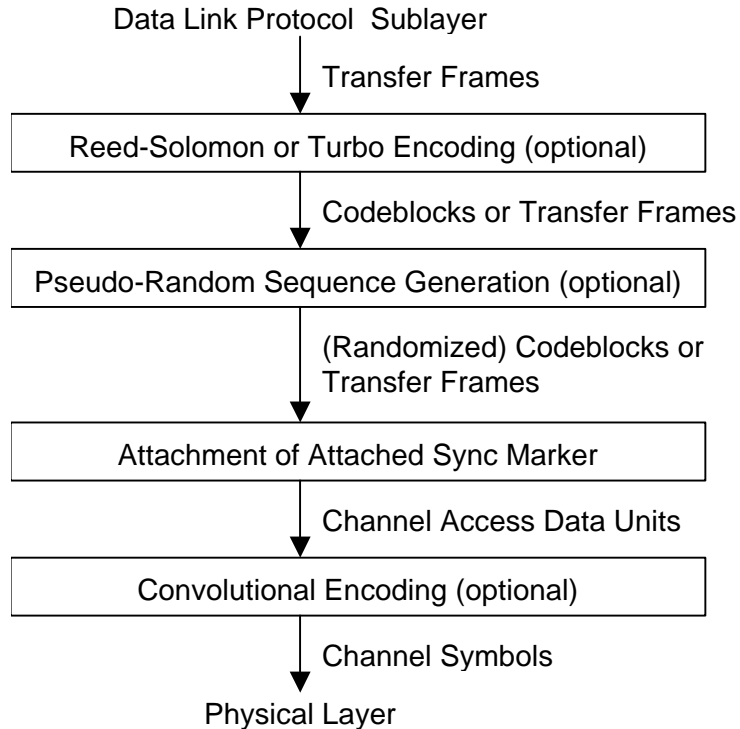 Data Link Protocol Sublayer
Transfer Frames
Reed-Solomon or Turbo Encoding (optional)
Codeblocks or Transfer Frames
Pseudo-Random Sequence Generation (optional)
(Randomized) Codeblocks or
Transfer Frames
Attachment of Attached Sync Marker
Channel Access Data Units
Convolutional Encoding (optional)
Channel Symbols
Physical Layer